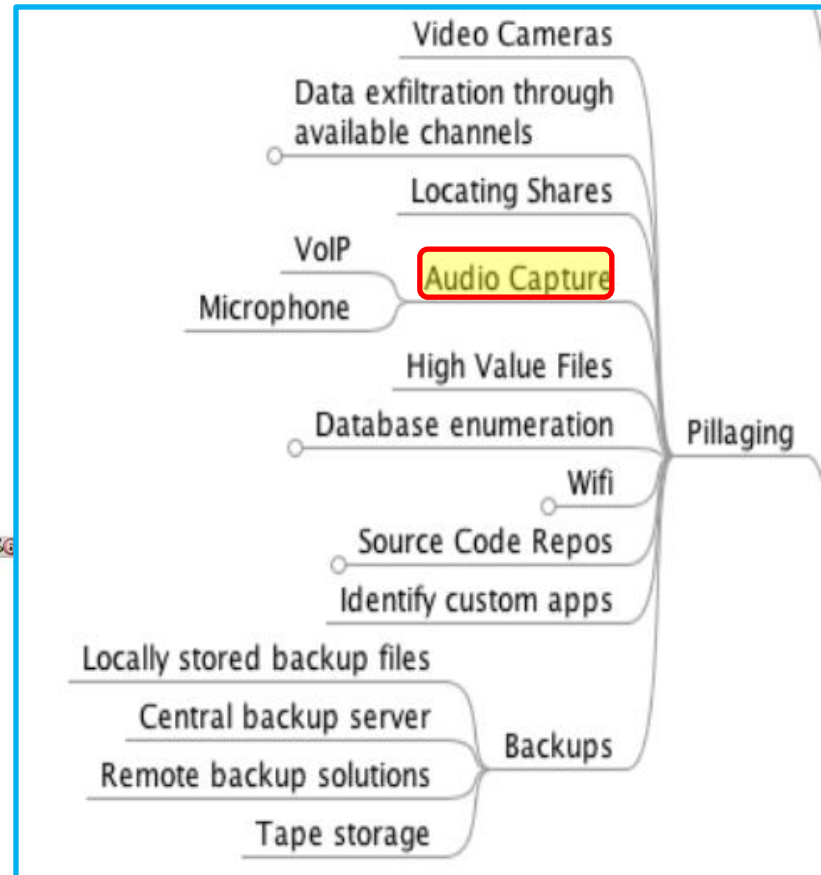 Video Cameras
Data exfiltration through
available channels
Locating Shares
VoIP
Audio Capture
Microphone
High Value Files
Database enumeration
Pillaging
Wifi
Source Code Repos
Identify custom apps
Locally stored backup files
Central backup server
Backups
Remote backup solutions
Tape storage